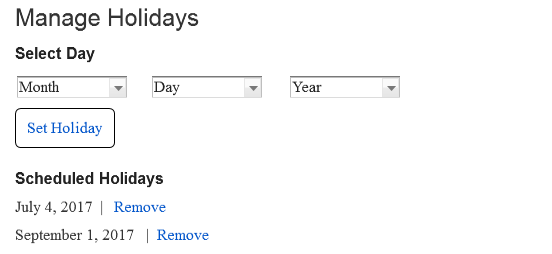 Manage Holidays
Select Day
Month Day Year
Set Holiday
Scheduled Holidays
July 4, 2017 | Remove
September 1, 2017 | Remove